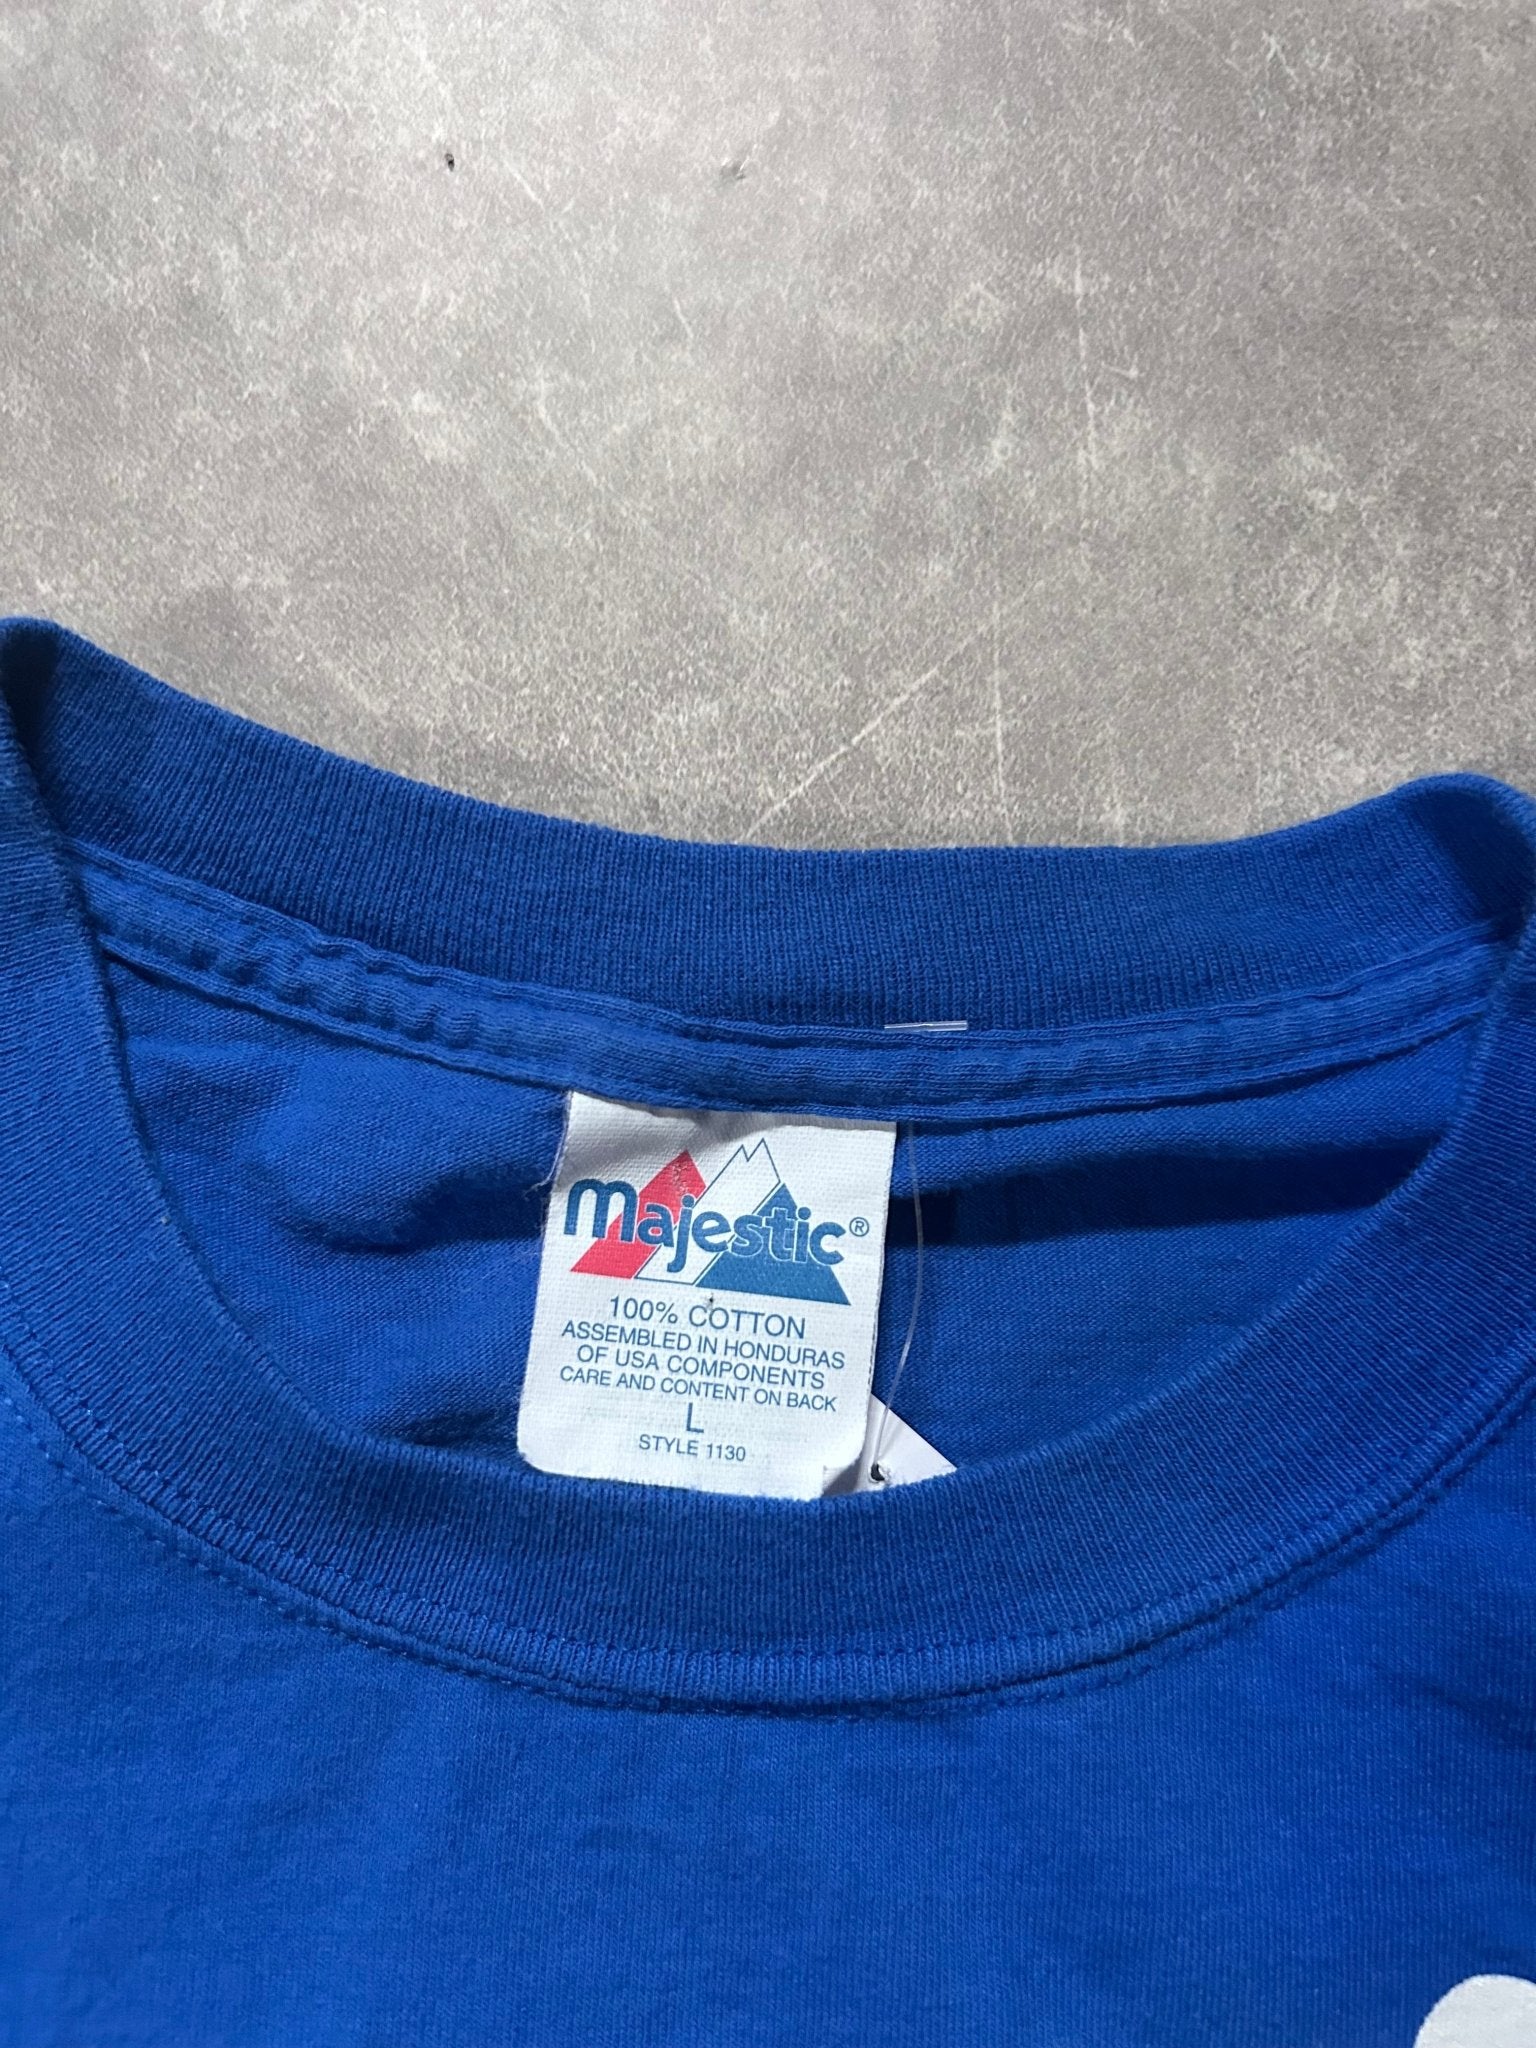 majestic®
100% COTTON
ASSEMBLED IN HONDURAS
OF USA COMPONENTS
CARE AND CONTENT ON BACK
L
STYLE 1130